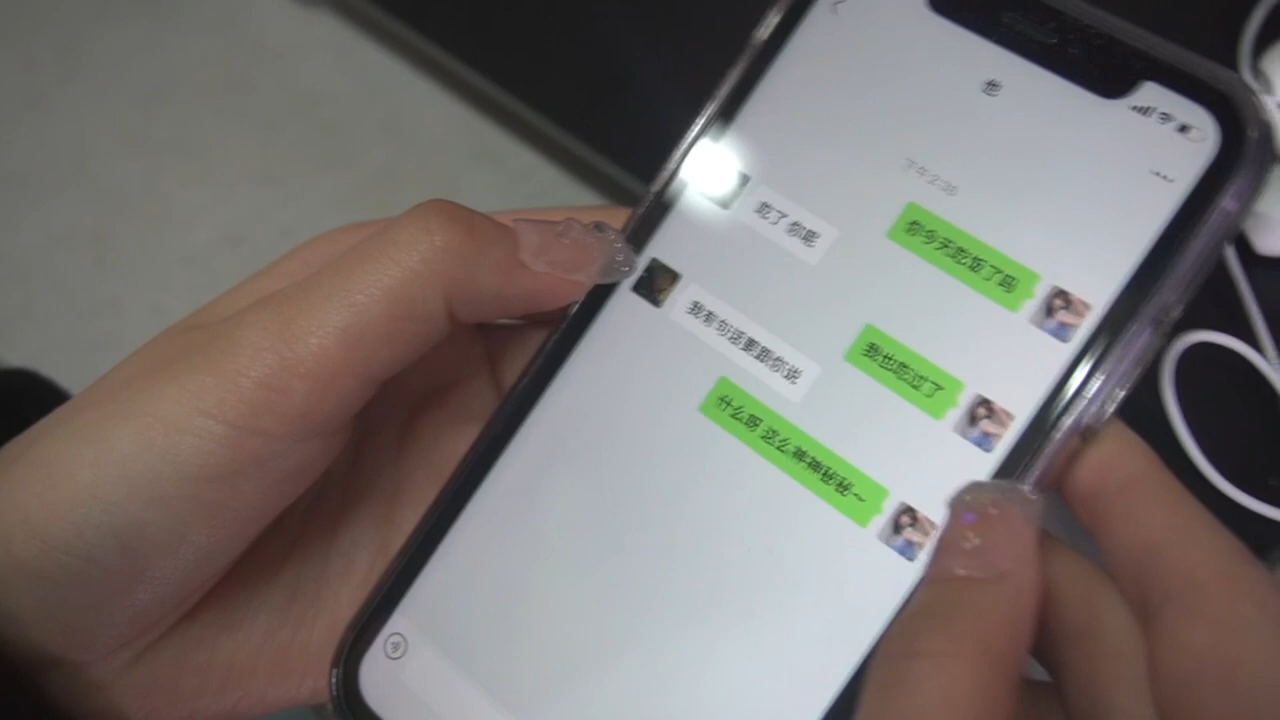 他
下午2:38
你今天吃饭了吗
吃了 你呢
我也吃过了
我有句话要跟你说
什么呀 这么神神秘秘~